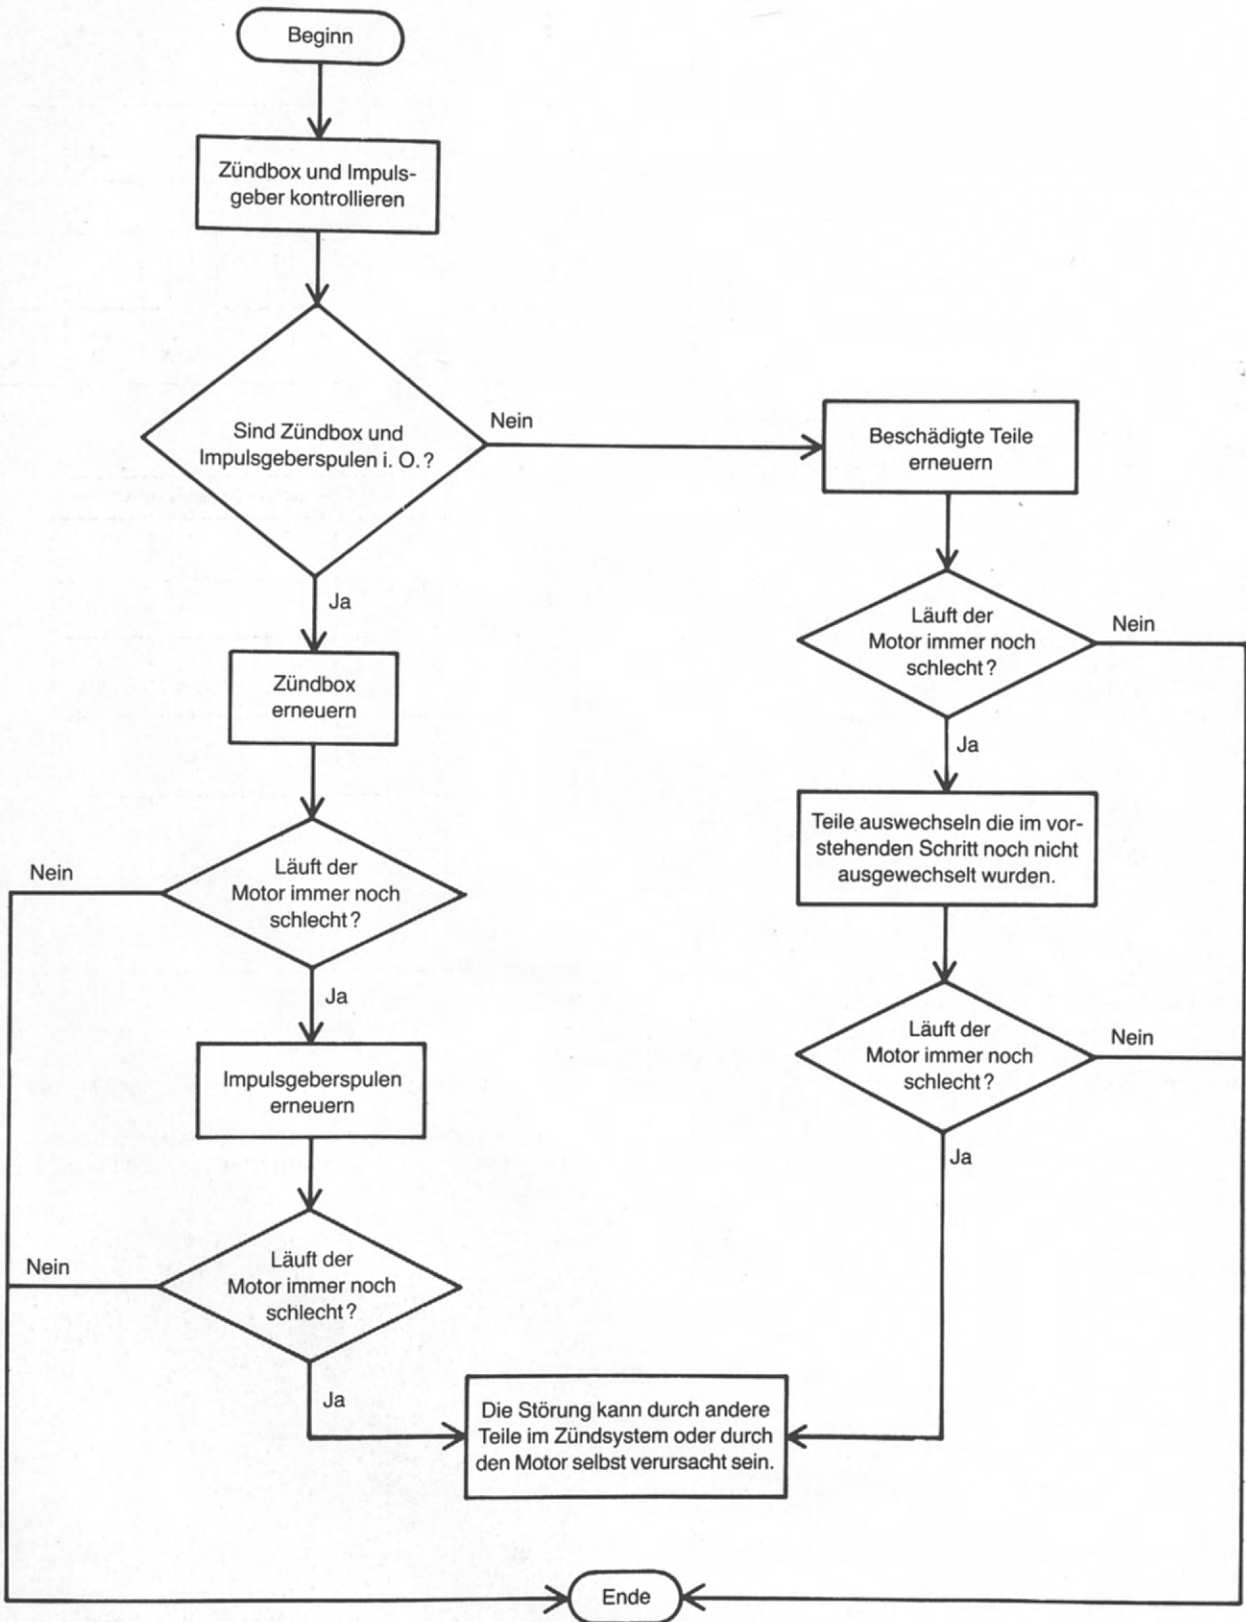 Beginn
Zündbox und Impuls-
geber kontrollieren
Sind Zündbox und
Impulsgeberspulen i. O.?
Nein
Beschädigte Teile
erneuern
Ja
Läuft der
Motor immer noch
schlecht?
Nein
Zündbox
erneuern
Ja
Teile auswechseln die im vor-
stehenden Schritt noch nicht
ausgewechselt wurden.
Nein
Läuft der
Motor immer noch
schlecht?
Ja
Läuft der
Motor immer noch
schlecht?
Nein
Impulsgeberspulen
erneuern
Ja
Nein
Läuft der
Motor immer noch
schlecht?
Ja
Die Störung kann durch andere
Teile im Zündsystem oder durch
den Motor selbst verursacht sein.
Ende